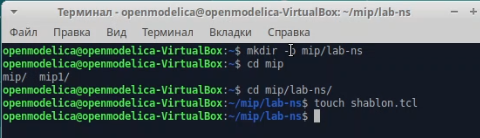 Терминал - openmodelica@openmodelica-VirtualBox: ~/mip/lab-ns
Файл Правка Вид Терминал Вкладки Справка
openmodelica@openmodelica-VirtualBox:~$ mkdir -p mip/lab-ns
openmodelica@openmodelica-VirtualBox:~$ cd mip
mip/ mip1/
openmodelica@openmodelica-VirtualBox:~$ cd mip/lab-ns/
openmodelica@openmodelica-VirtualBox:~/mip/lab-ns$ touch shablon.tcl
openmodelica@openmodelica-VirtualBox:~/mip/lab-ns$